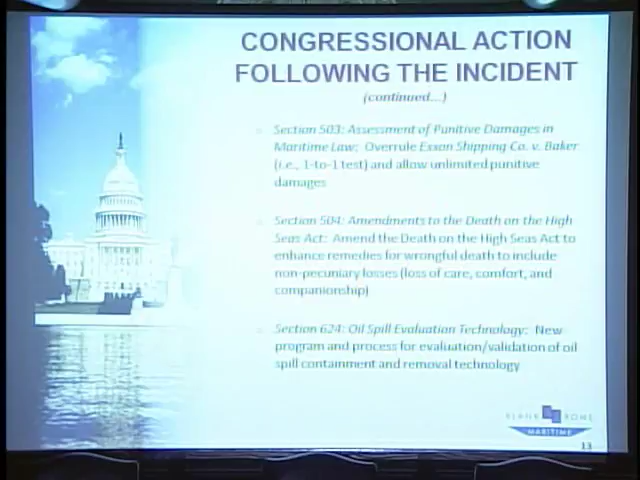 CONGRESSIONAL ACTION
FOLLOWING THE INCIDENT
(continued...)
Section 503: Assessment of Punitive Damages in
Maritime Law: Overrule Exxon Shipping Co. v. Baker
(i.e., 1-to-1 test) and allow unlimited punitive
damages
Section 504: Amendments to the Death on the High
Seas Act: Amend the Death on the High Seas Act to
enhance remedies for wrongful death to include
non-pecuniary losses (loss of care, comfort, and
companionship)
Section 624: Oil Spill Evaluation Technology: New
program and process for evaluation/validation of oil
spill containment and removal technology
BLANK ROME
MARITIME
13